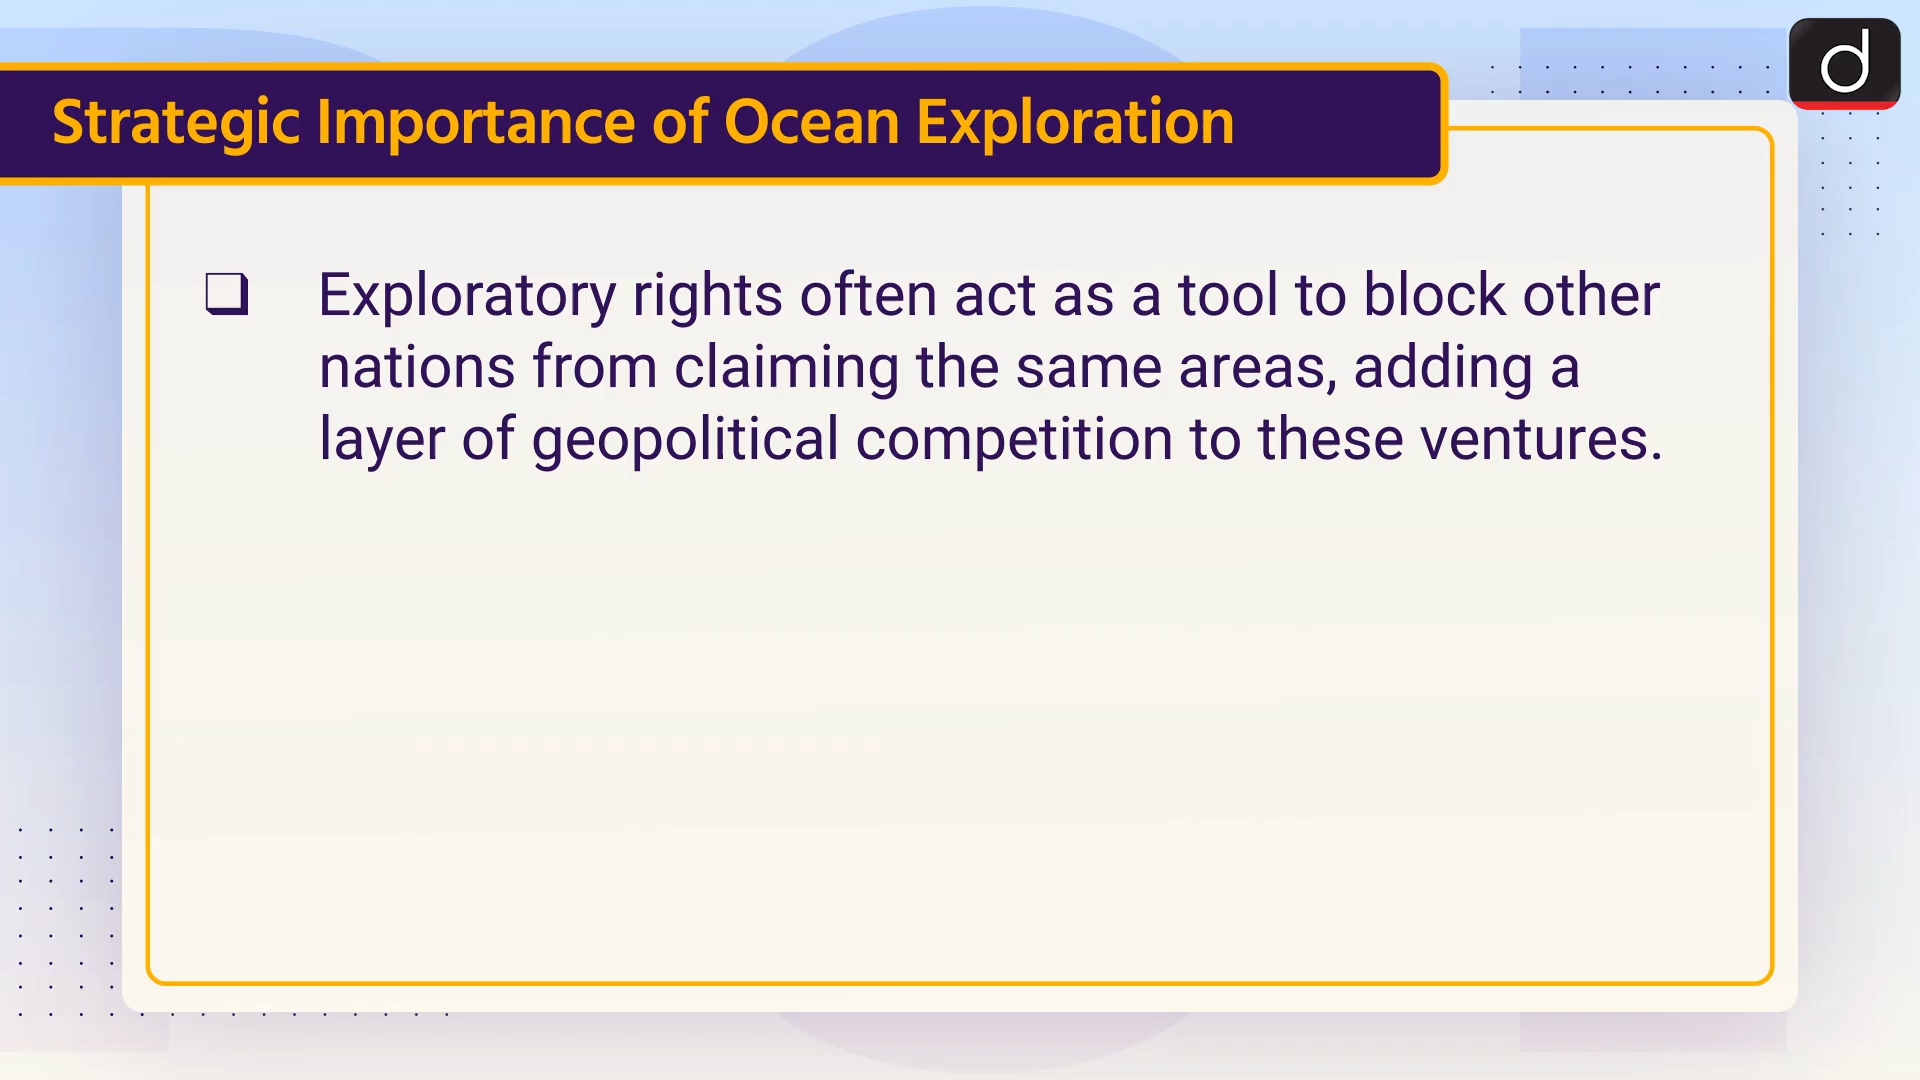 Strategic Importance of Ocean Exploration
d
❑ Exploratory rights often act as a tool to block other
nations from claiming the same areas, adding a
layer of geopolitical competition to these ventures.